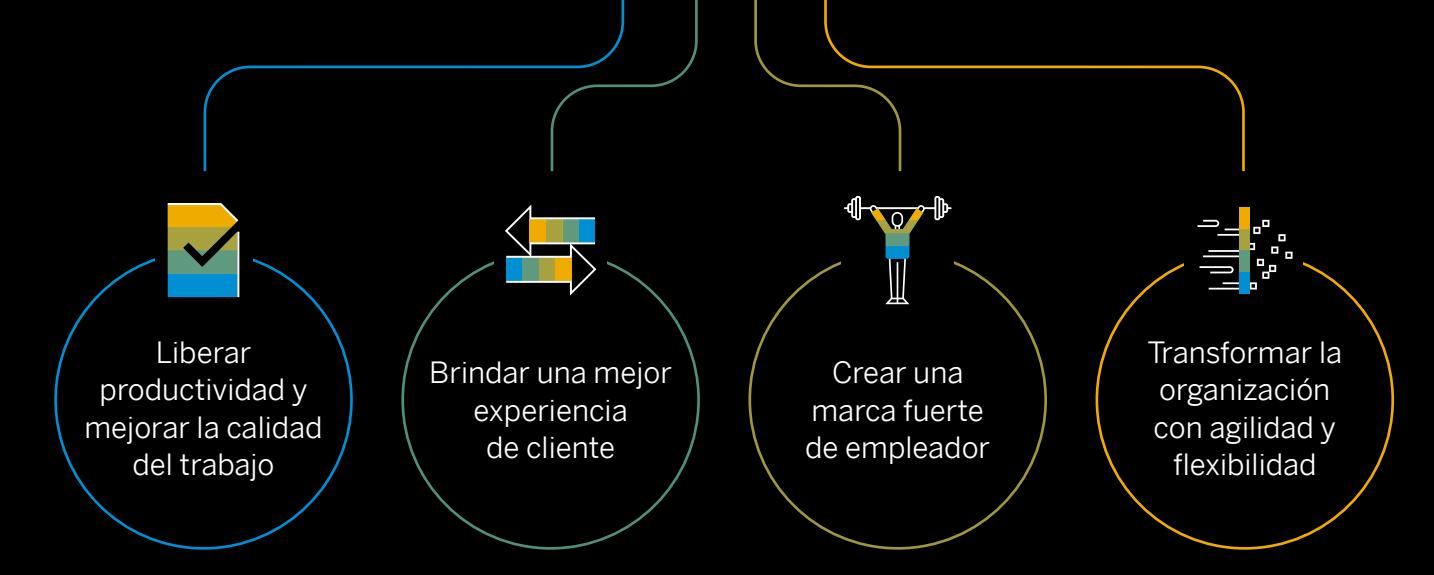 Liberar
productividad y
mejorar la calidad
del trabajo
Brindar una mejor
experiencia
de cliente
Crear una
marca fuerte
de empleador
Transformar la
organización
con agilidad y
flexibilidad